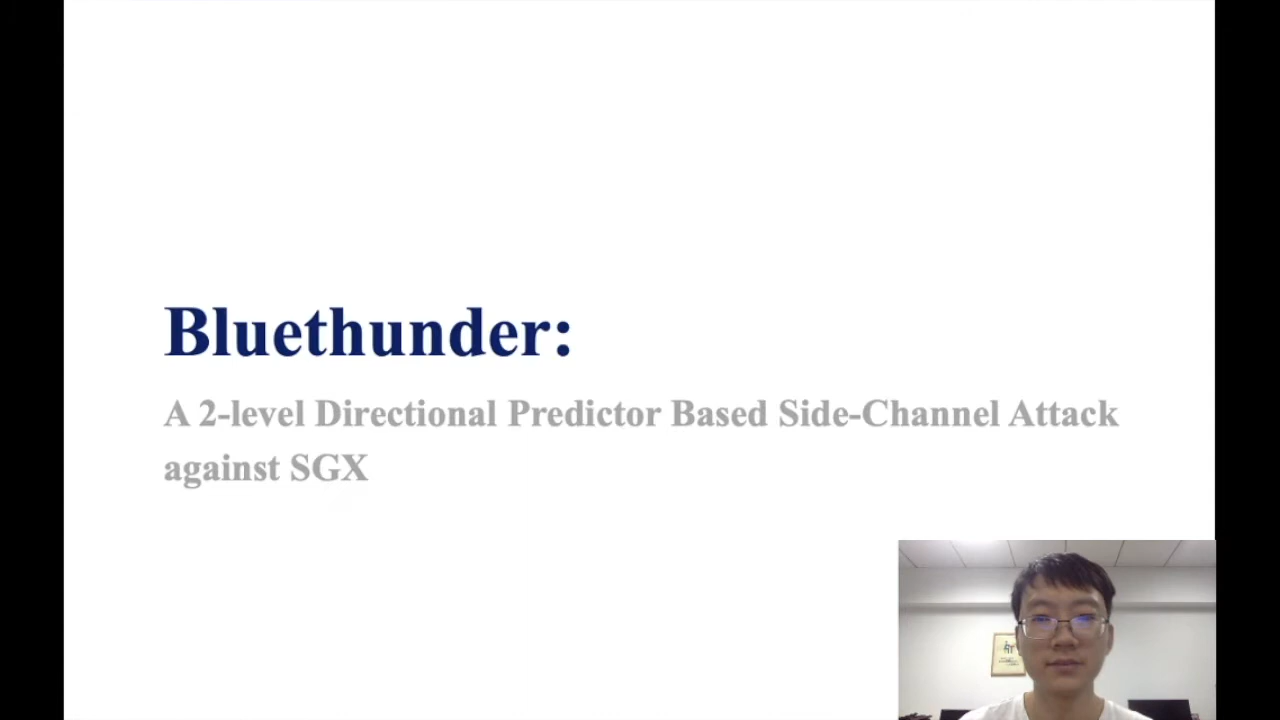 Bluethunder:
A 2-level Directional Predictor Based Side-Channel Attack
against SGX